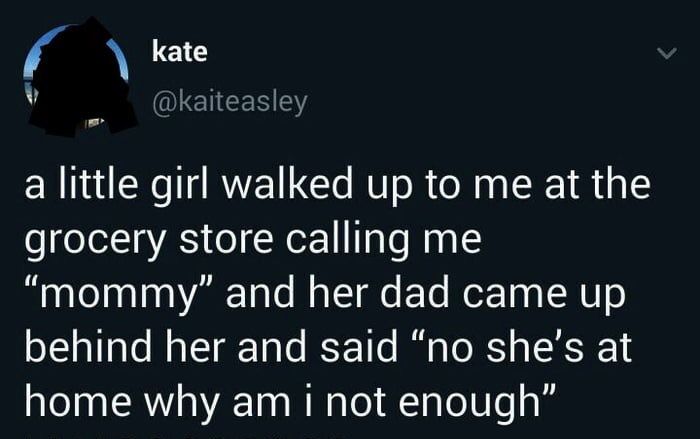 kate
@kaiteasley
a little girl walked up to me at the
grocery store calling me
“mommy” and her dad came up
behind her and said “no she's at
home why am i not enough”